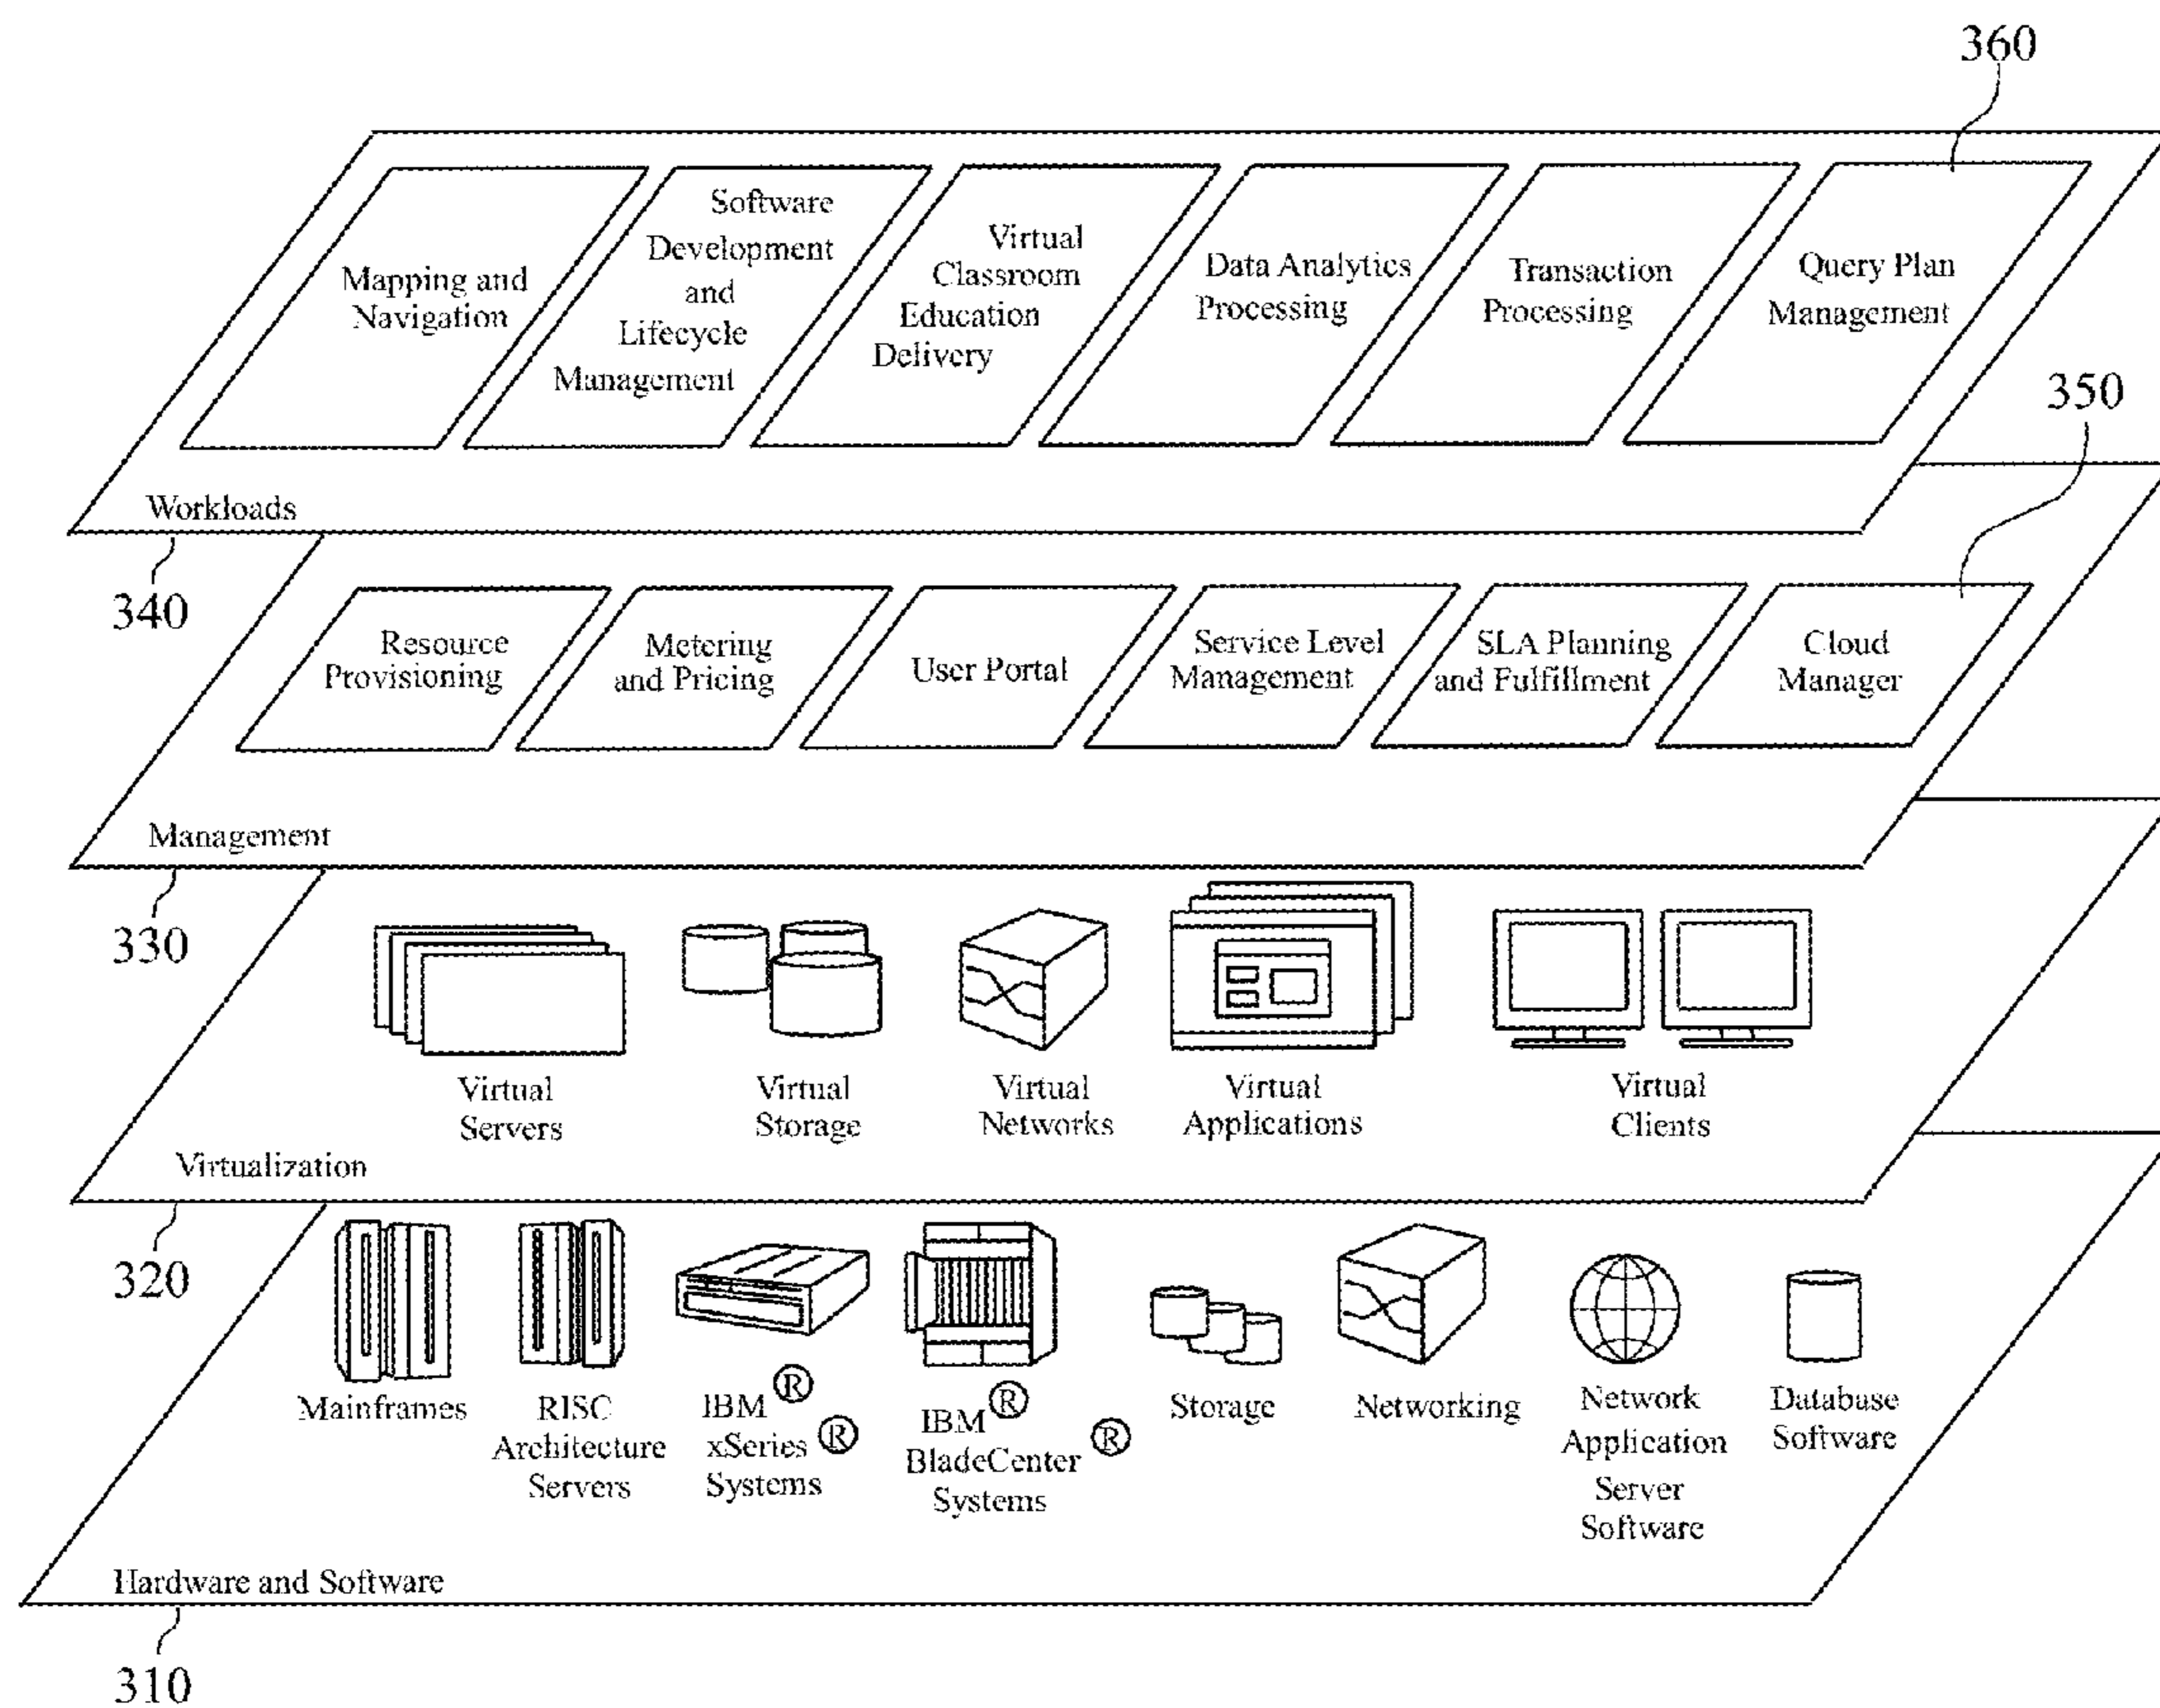 360
Mapping and
Navigation
Software
Development
and
Lifecycle
Management
Virtual
Classroom
Education
Delivery
Data Analytics
Processing
Transaction
Processing
Query Plan
Management
350
Workloads
340
Resource
Provisioning
Metering
and Pricing
User Portal
Service Level
Management
SLA Planning
and Fulfillment
Cloud
Manager
Management
330
Virtual
Servers
Virtual
Storage
Virtual
Networks
Virtual
Applications
Virtual
Clients
Virtualization
320
Mainframes
RISC
Architecture
Servers
IBM®
xSeries®
Systems
IBM®
BladeCenter®
Systems
Storage
Networking
Network
Application
Server
Software
Database
Software
Hardware and Software
310